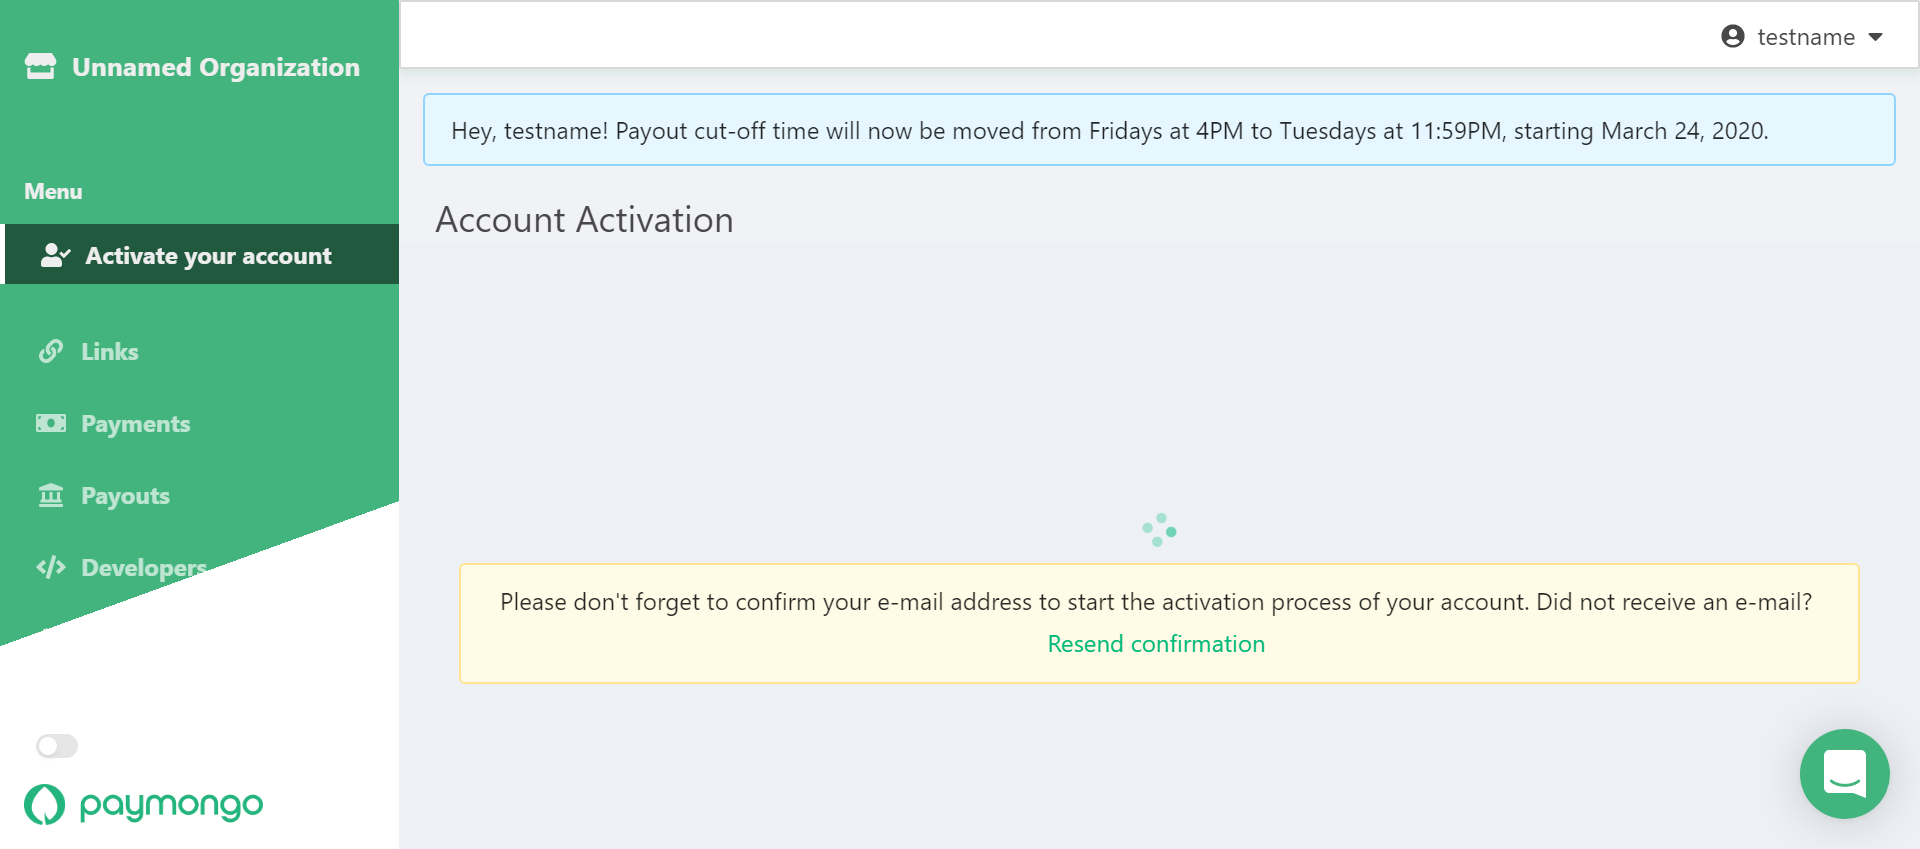 Unnamed Organization
testname
Hey, testname! Payout cut-off time will now be moved from Fridays at 4PM to Tuesdays at 11:59PM, starting March 24, 2020.
Menu
Account Activation
Activate your account
Links
Payments
Payouts
Developers
Please don't forget to confirm your e-mail address to start the activation process of your account. Did not receive an e-mail?
Resend confirmation
paymongo